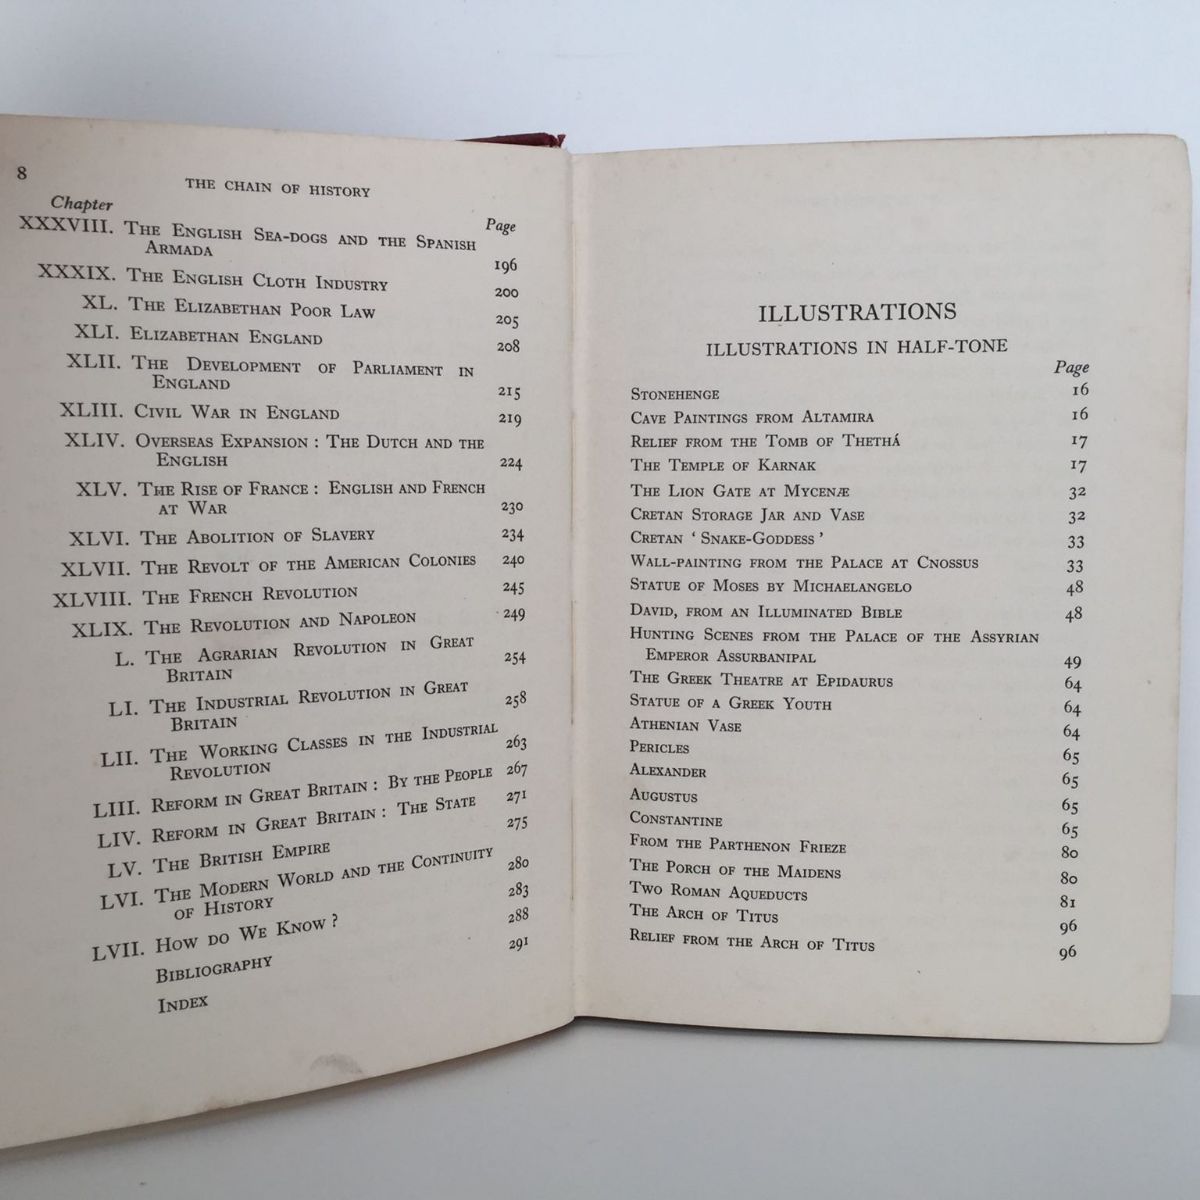 8
THE CHAIN OF HISTORY
Chapter
Page
XXXVIII. THE ENGLISH SEA-DOGS AND THE SPANISH
ARMADA 196
XXXIX. THE ENGLISH CLOTH INDUSTRY 200
XL. THE ELIZABETHAN POOR LAW 205
XLI. ELIZABETHAN ENGLAND 208
XLII. THE DEVELOPMENT OF PARLIAMENT IN
ENGLAND 215
XLIII. CIVIL WAR IN ENGLAND 219
XLIV. OVERSEAS EXPANSION : THE DUTCH AND THE
ENGLISH 224
XLV. THE RISE OF FRANCE : ENGLISH AND FRENCH
AT WAR 230
XLVI. THE ABOLITION OF SLAVERY 234
XLVII. THE REVOLT OF THE AMERICAN COLONIES 240
XLVIII. THE FRENCH REVOLUTION 245
XLIX. THE REVOLUTION AND NAPOLEON 249
L. THE AGRARIAN REVOLUTION IN GREAT
BRITAIN 254
LI. THE INDUSTRIAL REVOLUTION IN GREAT
BRITAIN 258
LII. THE WORKING CLASSES IN THE INDUSTRIAL
REVOLUTION 263
LIII. REFORM IN GREAT BRITAIN : BY THE PEOPLE 267
LIV. REFORM IN GREAT BRITAIN : THE STATE 271
LV. THE BRITISH EMPIRE 275
LVI. THE MODERN WORLD AND THE CONTINUITY
OF HISTORY 280
LVII. HOW DO WE KNOW ? 283
BIBLIOGRAPHY 288
INDEX 291
ILLUSTRATIONS
ILLUSTRATIONS IN HALF-TONE
Page
STONEHENGE 16
CAVE PAINTINGS FROM ALTAMIRA 16
RELIEF FROM THE TOMB OF THETHÁ 17
THE TEMPLE OF KARNAK 17
THE LION GATE AT MYCENÆ 32
CRETAN STORAGE JAR AND VASE 32
CRETAN ‘ SNAKE-GODDESS ’ 33
WALL-PAINTING FROM THE PALACE AT CNOSSUS 33
STATUE OF MOSES BY MICHAELANGELO 48
DAVID, FROM AN ILLUMINATED BIBLE 48
HUNTING SCENES FROM THE PALACE OF THE ASSYRIAN
EMPEROR ASSURBANIPAL 49
THE GREEK THEATRE AT EPIDAURUS 64
STATUE OF A GREEK YOUTH 64
ATHENIAN VASE 64
PERICLES 65
ALEXANDER 65
AUGUSTUS 65
CONSTANTINE 65
FROM THE PARTHENON FRIEZE 80
THE PORCH OF THE MAIDENS 80
TWO ROMAN AQUEDUCTS 81
THE ARCH OF TITUS 96
RELIEF FROM THE ARCH OF TITUS 96